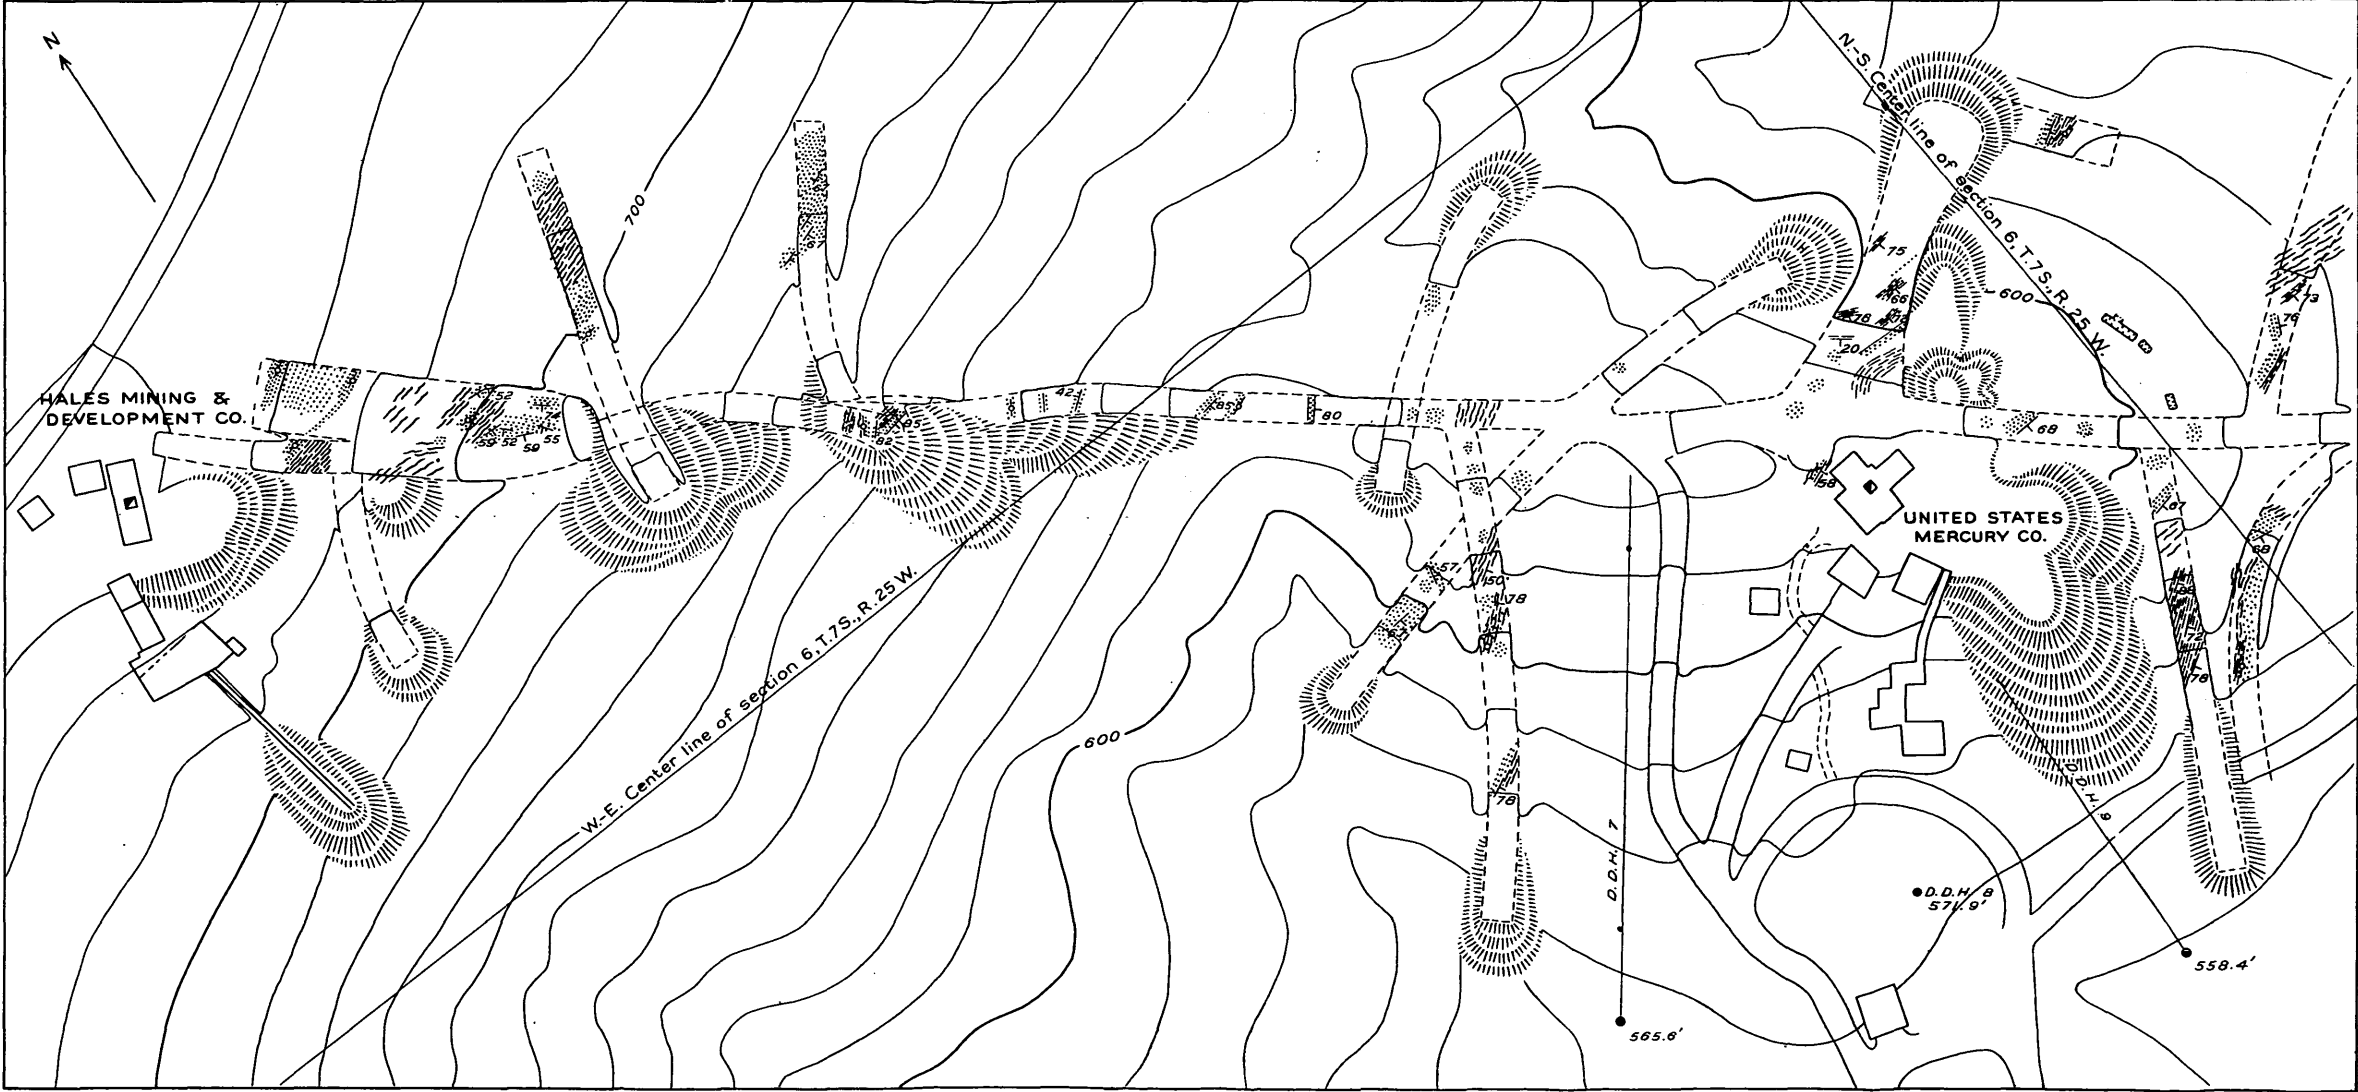 N
N.-S. Center line of section 6, T.7S., R. 25 W.
700
75
66
78
600
73
76
20
HALES MINING &
DEVELOPMENT CO.
52
74
59 52 59 55
42
85
80
85
82
68
58
67
UNITED STATES
MERCURY CO.
68
57
50
78
W.-E. Center line of section 6, T.7S., R. 25 W.
78
600
78
D.D.H. 9
D.D.H. 7
D.D.H. 8
571.9'
558.4'
565.6'